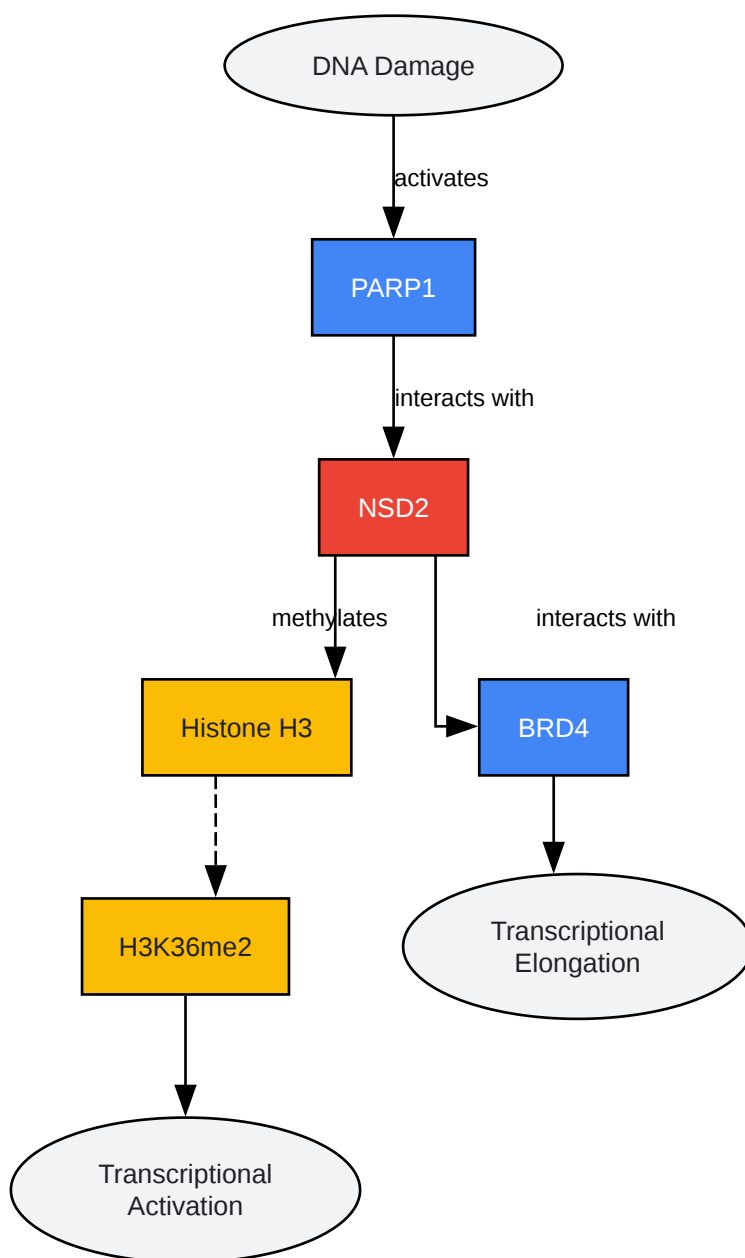 DNA Damage
activates
PARP1
interacts with
NSD2
methylates
interacts with
Histone H3
BRD4
H3K36me2
Transcriptional
Elongation
Transcriptional
Activation